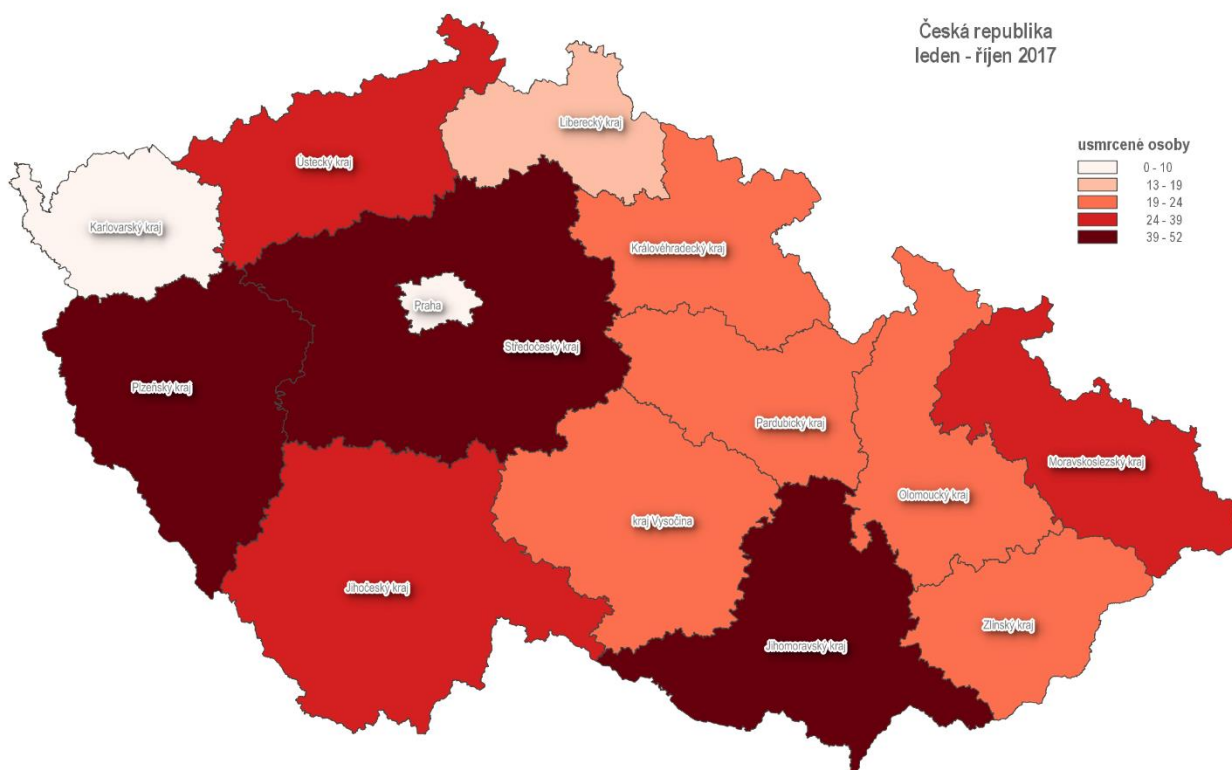 Česká republika
leden - říjen 2017
usmrcené osoby
0 - 10
13 - 19
19 - 24
24 - 39
39 - 52
Liberecký kraj
Ústecký kraj
Karlovarský kraj
Královéhradecký kraj
Praha
Středočeský kraj
Plzeňský kraj
Pardubický kraj
Moravskoslezský kraj
Olomoucký kraj
kraj Vysočina
Jihočeský kraj
Zlínský kraj
Jihomoravský kraj